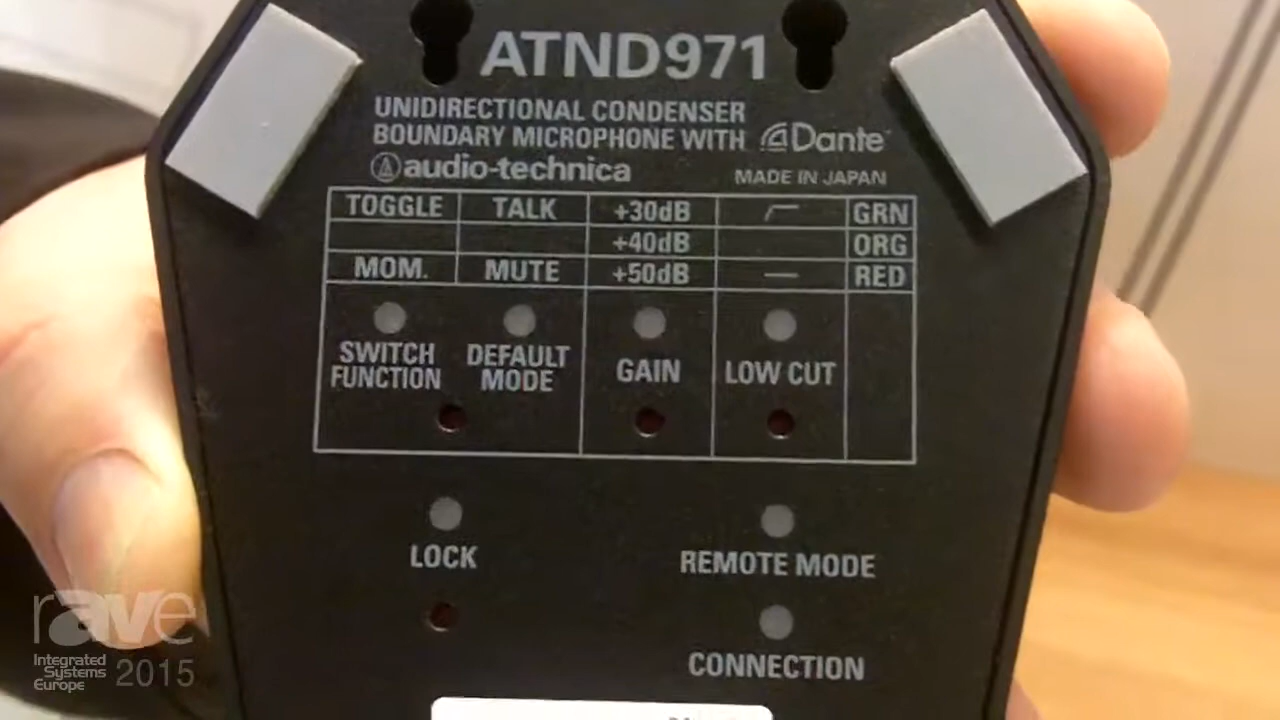 ATND971
UNIDIRECTIONAL CONDENSER
BOUNDARY MICROPHONE WITH Dante
audio-technica MADE IN JAPAN
TOGGLE TALK +30dB GRN
+40dB ORG
MOM. MUTE +50dB RED
SWITCH FUNCTION DEFAULT MODE GAIN LOW CUT
LOCK REMOTE MODE
CONNECTION
rave
Integrated
Systems
Europe 2015